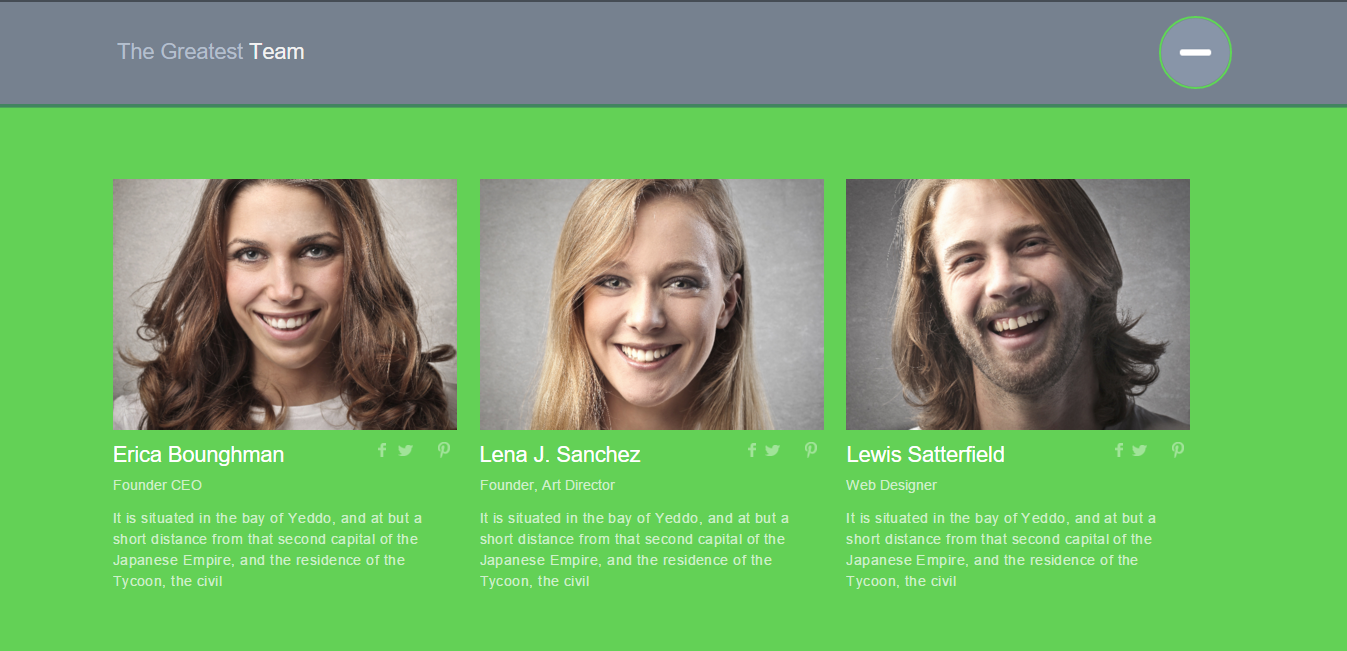 The Greatest Team
Erica Bounghman
Founder CEO
It is situated in the bay of Yeddo, and at but a
short distance from that second capital of the
Japanese Empire, and the residence of the
Tycoon, the civil
Lena J. Sanchez
Founder, Art Director
It is situated in the bay of Yeddo, and at but a
short distance from that second capital of the
Japanese Empire, and the residence of the
Tycoon, the civil
Lewis Satterfield
Web Designer
It is situated in the bay of Yeddo, and at but a
short distance from that second capital of the
Japanese Empire, and the residence of the
Tycoon, the civil